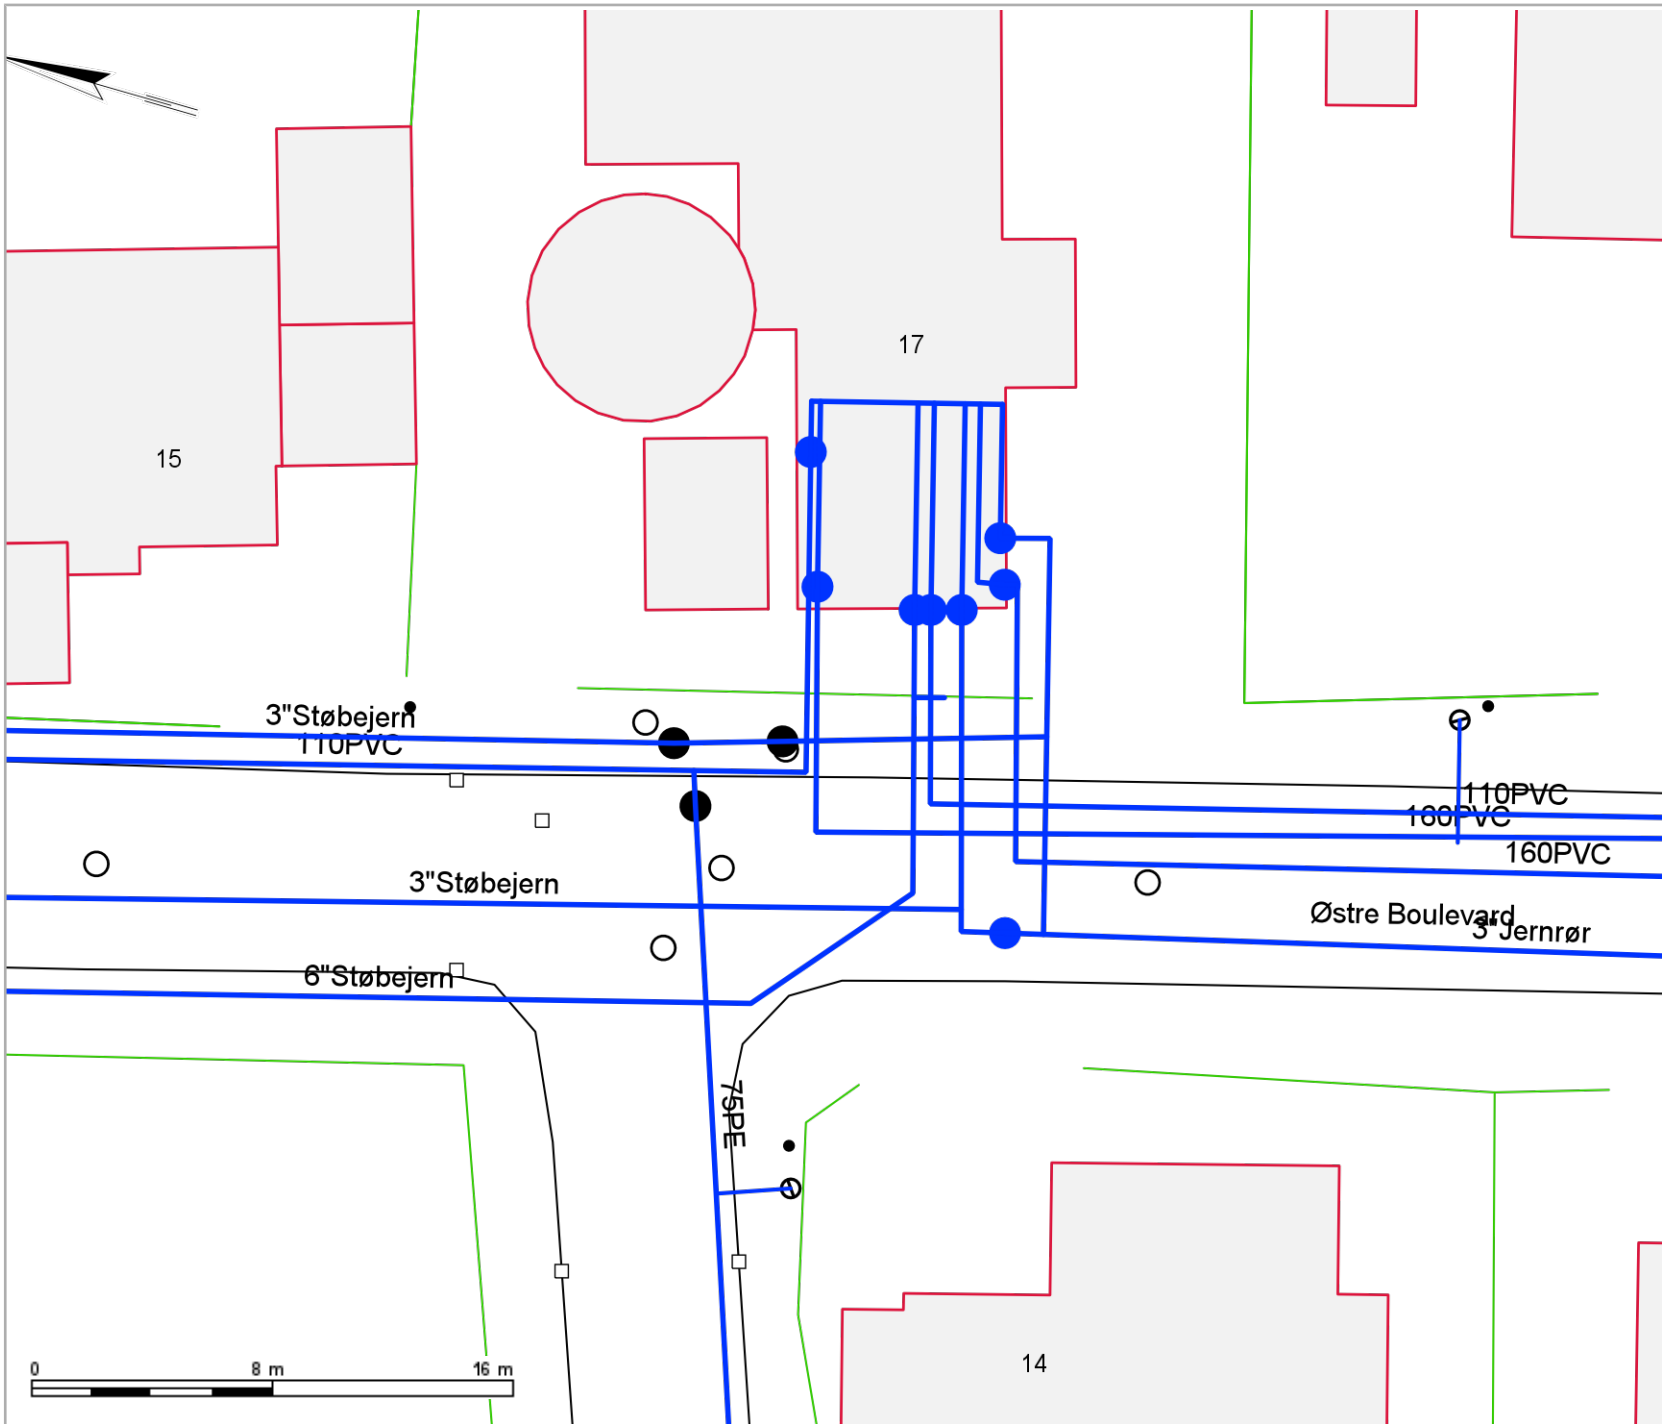 17
15
3"Støbejern
110PVC
110PVC
160PVC
160PVC
3"Støbejern
Østre Boulevard
3"Jernrør
6"Støbejern
75PE
14
0 8 m 16 m